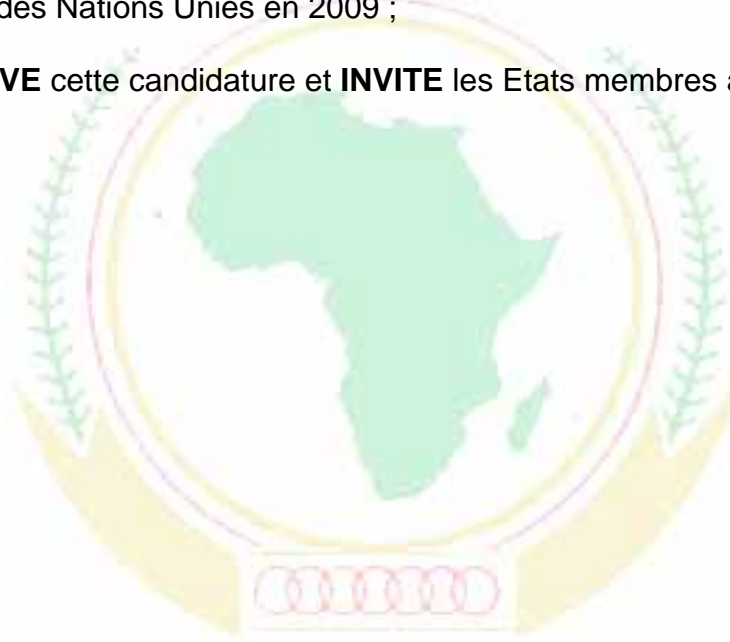 des Nations Unies en 2009 ;
VE cette candidature et INVITE les Etats membres